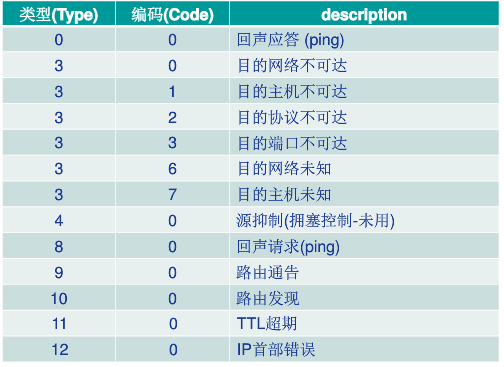 类型(Type) 编码(Code) description
0 0 回声应答 (ping)
3 0 目的网络不可达
3 1 目的主机不可达
3 2 目的协议不可达
3 3 目的端口不可达
3 6 目的网络未知
3 7 目的主机未知
4 0 源抑制(拥塞控制-未用)
8 0 回声请求(ping)
9 0 路由通告
10 0 路由发现
11 0 TTL超期
12 0 IP首部错误